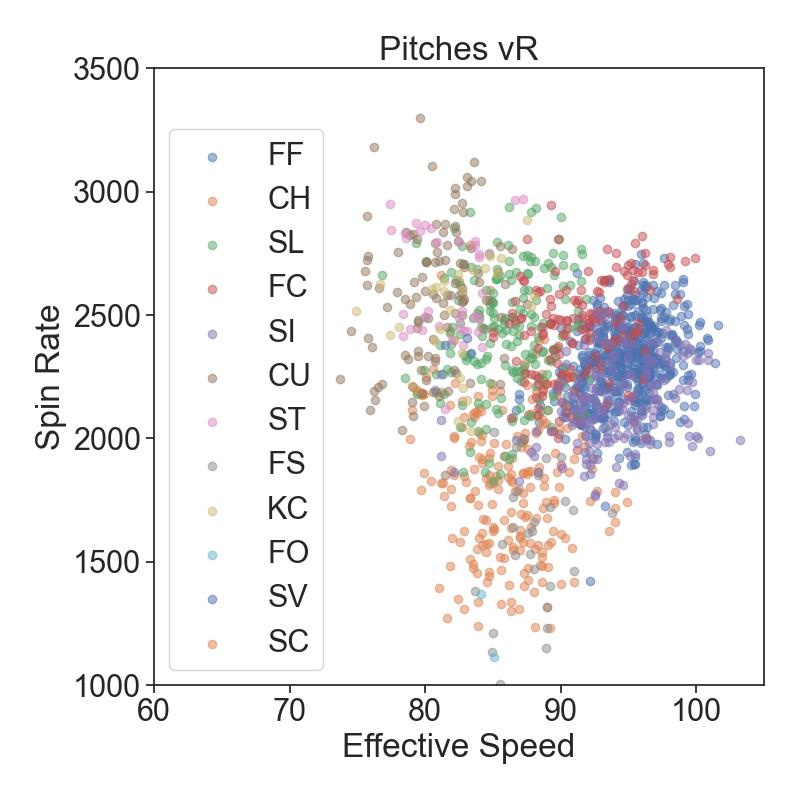 Pitches vR
3500
3000
2500
2000
1500
1000
Spin Rate
FF
CH
SL
FC
SI
CU
ST
FS
KC
FO
SV
SC
60 70 80 90 100
Effective Speed